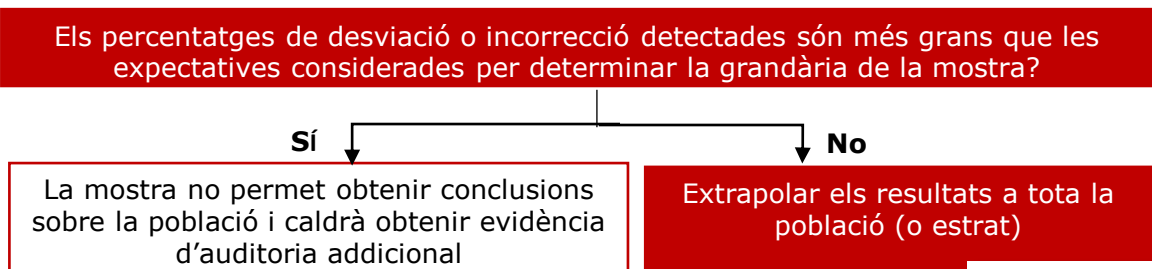 Els percentatges de desviació o incorrecció detectades són més grans que les
expectatives considerades per determinar la grandària de la mostra?
Sí
No
La mostra no permet obtenir conclusions
sobre la població i caldrà obtenir evidència
d'auditoria addicional
Extrapolar els resultats a tota la
població (o estrat)